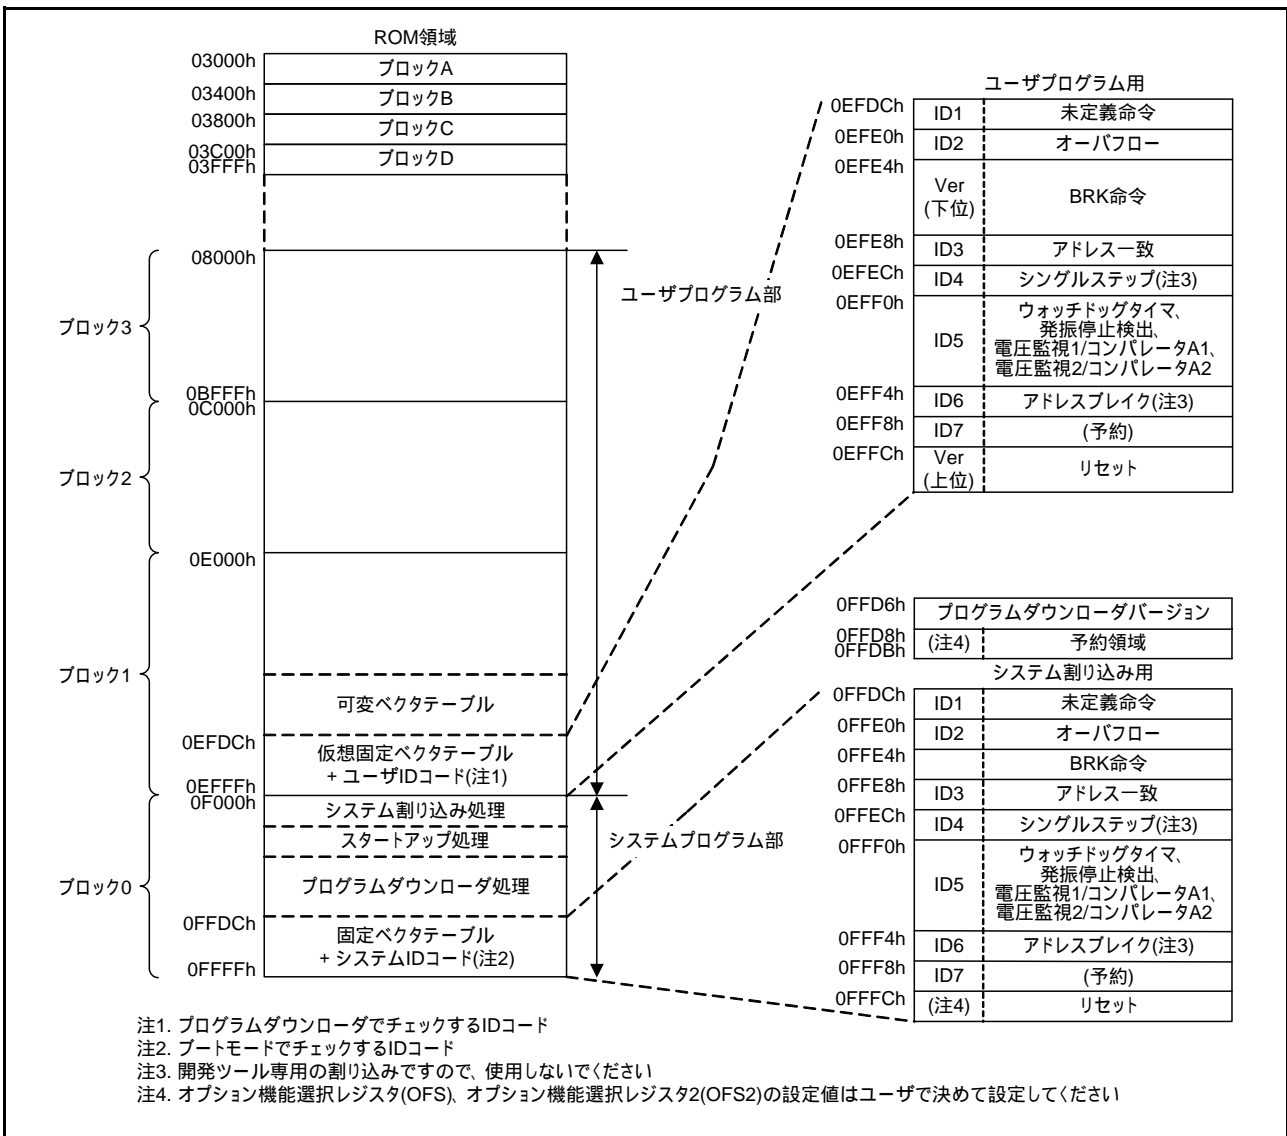 ROM領域
03000h
ブロックA
03400h
ブロックB
03800h
ブロックC
03C00h
ブロックD
03FFFh
08000h
ブロック3
ユーザプログラム部
0BFFFh
0C000h
ブロック2
0E000h
ブロック1
可変ベクタテーブル
0EFDCh
仮想固定ベクタテーブル
+ ユーザIDコード(注1)
0EFFFh
0F000h
システム割り込み処理
スタートアップ処理
システムプログラム部
ブロック0
プログラムダウンローダ処理
0FFDCh
固定ベクタテーブル
+ システムIDコード(注2)
0FFFFh
ユーザプログラム用
0EFDCh
ID1
未定義命令
0EFE0h
ID2
オーバフロー
0EFE4h
Ver
(下位)
BRK命令
0EFE8h
ID3
アドレス一致
0EFECh
ID4
シングルステップ(注3)
0EFF0h
ID5
ウォッチドッグタイマ、
発振停止検出、
電圧監視1/コンパレータA1、
電圧監視2/コンパレータA2
0EFF4h
ID6
アドレスブレイク(注3)
0EFF8h
ID7
(予約)
0EFFCh
Ver
(上位)
リセット
0FFD6h
プログラムダウンローダバージョン
0FFD8h
0FFDBh
(注4)
予約領域
システム割り込み用
0FFDCh
ID1
未定義命令
0FFE0h
ID2
オーバフロー
0FFE4h
BRK命令
0FFE8h
ID3
アドレス一致
0FFECh
ID4
シングルステップ(注3)
0FFF0h
ID5
ウォッチドッグタイマ、
発振停止検出、
電圧監視1/コンパレータA1、
電圧監視2/コンパレータA2
0FFF4h
ID6
アドレスブレイク(注3)
0FFF8h
ID7
(予約)
0FFFCh
(注4)
リセット
注1. プログラムダウンローダでチェックするIDコード
注2. ブートモードでチェックするIDコード
注3. 開発ツール専用の割り込みですので、使用しないでください
注4. オプション機能選択レジスタ(OFS)、オプション機能選択レジスタ2(OFS2)の設定値はユーザで決めて設定してください